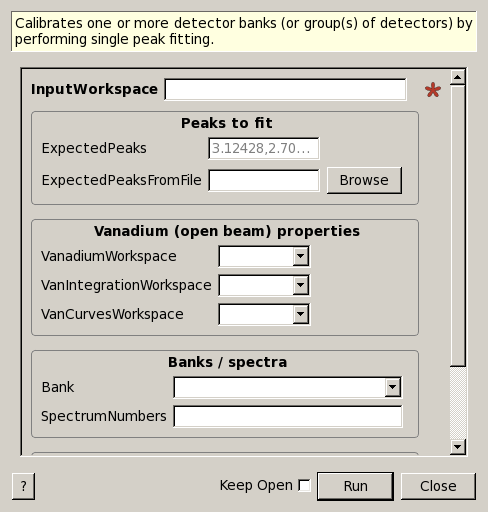 Calibrates one or more detector banks (or group(s) of detectors) by
performing single peak fitting.
InputWorkspace
*
Peaks to fit
ExpectedPeaks 3.12428,2.70...
ExpectedPeaksFromFile Browse
Vanadium (open beam) properties
VanadiumWorkspace
VanIntegrationWorkspace
VanCurvesWorkspace
Banks / spectra
Bank
SpectrumNumbers
? Keep Open Run Close